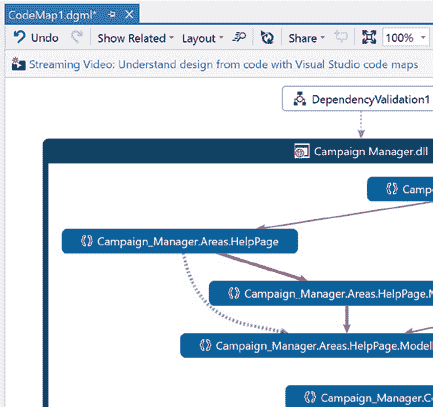 CodeMap1.dgml*
Undo Show Related Layout Share 100%
Streaming Video: Understand design from code with Visual Studio code maps
DependencyValidation1
Campaign Manager.dll
Campaign_Manager.Areas.HelpPage
Campaign_Manager.Areas.HelpPage.
Campaign_Manager.Areas.HelpPage.Model
Campaign_Manager.